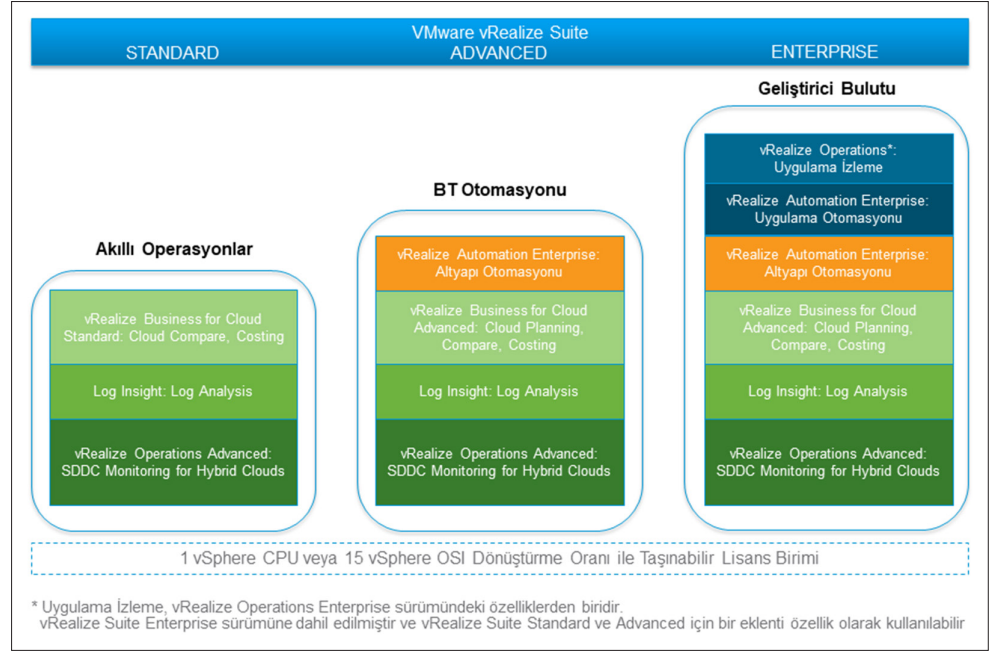 VMware vRealize Suite
STANDARD
ADVANCED
ENTERPRISE
Geliştirici Bulutu
vRealize Operations*:
Uygulama İzleme
vRealize Automation Enterprise:
Uygulama Otomasyonu
vRealize Automation Enterprise:
Altyapı Otomasyonu
vRealize Business for Cloud
Advanced: Cloud Planning,
Compare, Costing
Log Insight: Log Analysis
vRealize Operations Advanced:
SDDC Monitoring for Hybrid Clouds
BT Otomasyonu
vRealize Automation Enterprise:
Altyapı Otomasyonu
vRealize Business for Cloud
Advanced: Cloud Planning,
Compare, Costing
Log Insight: Log Analysis
vRealize Operations Advanced:
SDDC Monitoring for Hybrid Clouds
Akıllı Operasyonlar
vRealize Business for Cloud
Standard: Cloud Compare, Costing
Log Insight: Log Analysis
vRealize Operations Advanced:
SDDC Monitoring for Hybrid Clouds
1 vSphere CPU veya 15 vSphere OSI Dönüştürme Oranı ile Taşınabilir Lisans Birimi
* Uygulama İzleme, vRealize Operations Enterprise sürümündeki özelliklerden biridir.
vRealize Suite Enterprise sürümüne dahil edilmiştir ve vRealize Suite Standard ve Advanced için bir eklenti özellik olarak kullanılabilir